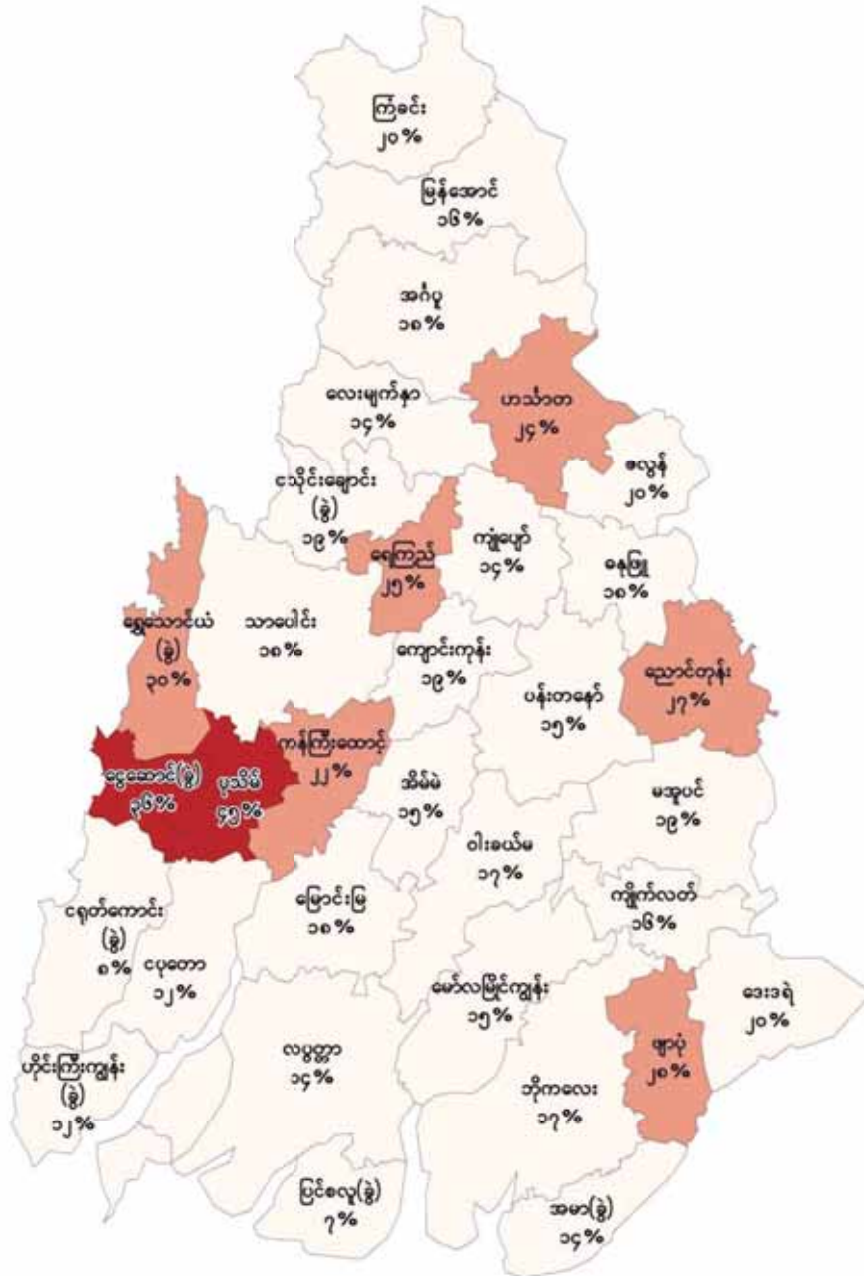 ကြံခင်း
၂၀%
မြန်အောင်
၁၆%
အင်္ဂပူ
၁၈%
လေးမျက်နှာ
၁၄%
ဟင်္သာတ
၂၄%
ဇလွန်
၂၀%
ငသိုင်းချောင်း
(ခွဲ)
၁၉%
ရေကြည်
၂၅%
ကျုံပျော်
၁၄%
ဓနုဖြူ
၁၈%
ရွှေသောင်ယံ
(ခွဲ)
၃၀%
သာပေါင်း
၁၈%
ကျောင်းကုန်း
၁၉%
ပန်းတနော်
၁၅%
ညောင်တုန်း
၂၇%
ငွေဆောင်(ခွဲ)
၃၆%
ပုသိမ်
၄၅%
ကန်ကြီးထောင့်
၂၂%
အိမ်မဲ
၁၅%
မအူပင်
၁၉%
ဝါးခယ်မ
၁၇%
ငရုတ်ကောင်း
(ခွဲ)
၈%
ငပုတော
၁၂%
မြောင်းမြ
၁၈%
ကျိုက်လတ်
၁၆%
မော်လမြိုင်ကျွန်း
၁၅%
ဒေးဒရဲ
၂၀%
ဟိုင်းကြီးကျွန်း
(ခွဲ)
၁၂%
လပွတ္တာ
၁၄%
ဘိုကလေး
၁၇%
ဖျာပုံ
၂၈%
ပြင်စလူ(ခွဲ)
၇%
အမာ(ခွဲ)
၁၄%